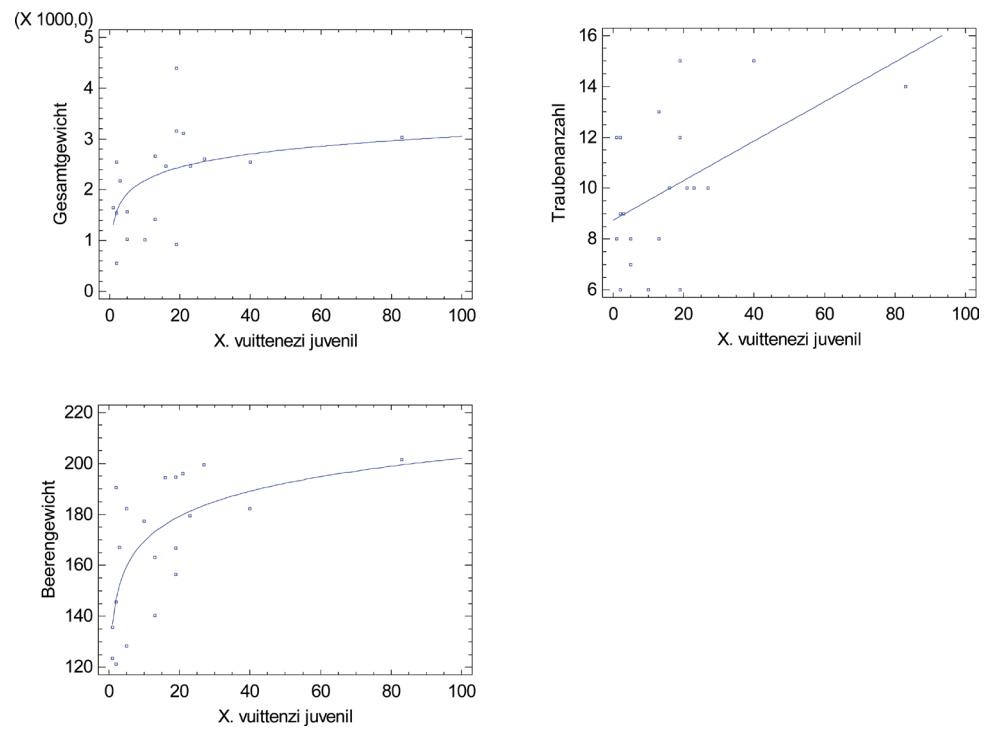 (X 1000,0)
5
4
3
2
1
0
Gesamtgewicht
0 20 40 60 80 100
X. vuittenezi juvenil
16
14
12
10
8
6
Traubenanzahl
0 20 40 60 80 100
X. vuittenezi juvenil
220
200
180
160
140
120
Beerengewicht
0 20 40 60 80 100
X. vuittenzi juvenil